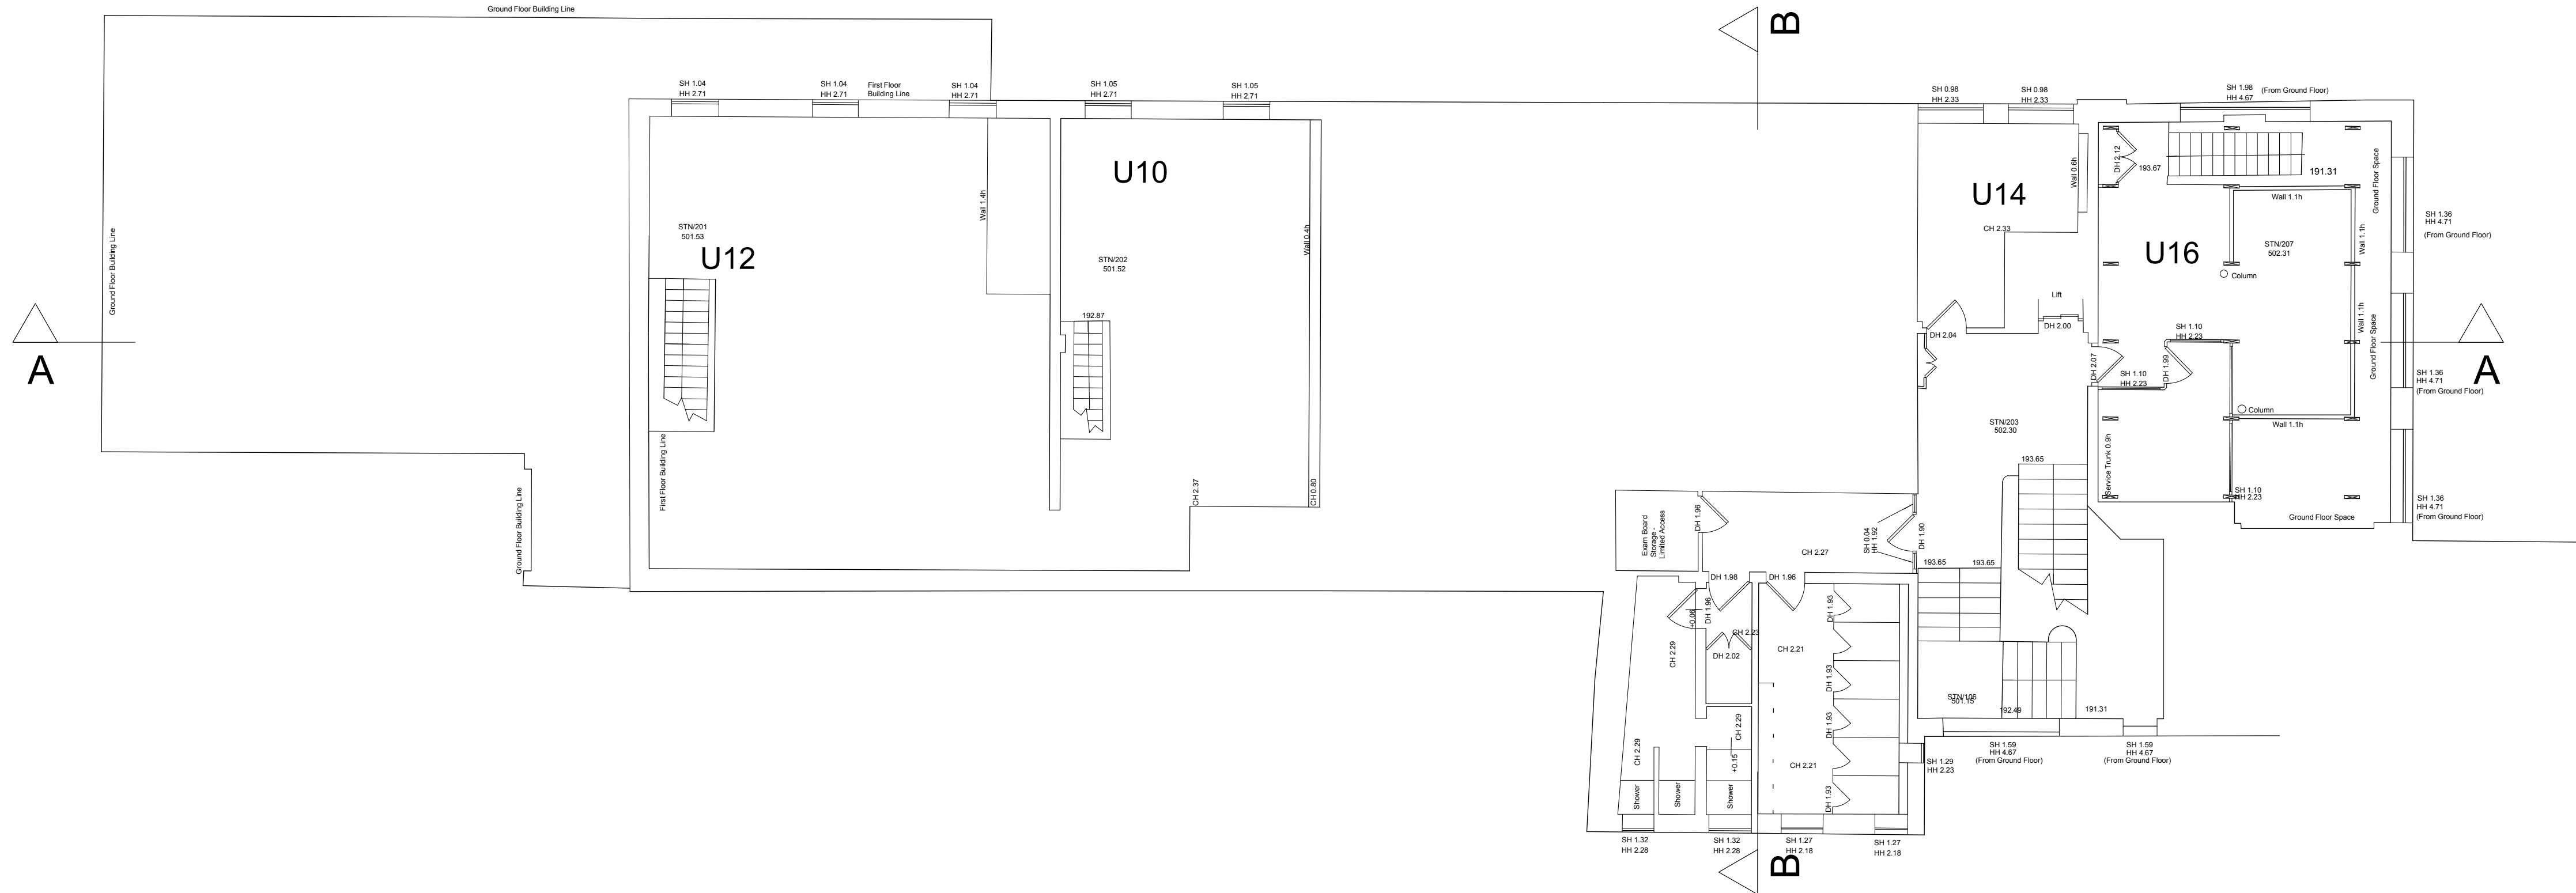 Ground Floor Building Line
B
SH 1.04
HH 2.71
SH 1.04
HH 2.71
First Floor
Building Line
SH 1.04
HH 2.71
SH 1.05
HH 2.71
SH 1.05
HH 2.71
SH 0.98
HH 2.33
SH 0.98
HH 2.33
SH 1.98
HH 4.67
(From Ground Floor)
U10
U14
U12
U16
Wall 1.4h
Wall 0.4h
Wall 0.6h
DH 2.12
193.67
191.31
Ground Floor Space
Wall 1.1h
SH 1.36
HH 4.71
(From Ground Floor)
STN/201
501.53
STN/202
501.52
CH 2.33
STN/207
502.31
Wall 1.1h
Column
Ground Floor Building Line
A
192.87
Lift
DH 2.04
DH 2.00
DH 2.07
SH 1.10
HH 2.23
DH 1.99
SH 1.10
HH 2.23
Wall 1.1h
Ground Floor Space
A
SH 1.36
HH 4.71
(From Ground Floor)
Column
Wall 1.1h
STN/203
502.30
First Floor Building Line
Ground Floor Building Line
CH 2.37
CH 0.80
193.65
Service Trunk 0.9h
SH 1.10
HH 2.23
Ground Floor Space
SH 1.36
HH 4.71
(From Ground Floor)
Exam Board
Storage -
Limited Access
DH 1.96
SH 0.04
HH 1.92
DH 1.90
CH 2.27
193.65
193.65
DH 1.98
DH 1.96
+0.06
DH 1.96
CH 2.23
DH 2.02
CH 2.29
CH 2.21
DH 1.93
DH 1.93
DH 1.93
DH 1.93
CH 2.29
CH 2.29
+0.15
CH 2.21
STN/106
501.15
192.49
191.31
SH 1.59
HH 4.67
(From Ground Floor)
SH 1.59
HH 4.67
(From Ground Floor)
SH 1.29
HH 2.23
Shower
Shower
Shower
SH 1.32
HH 2.28
SH 1.32
HH 2.28
SH 1.27
HH 2.18
SH 1.27
HH 2.18
B